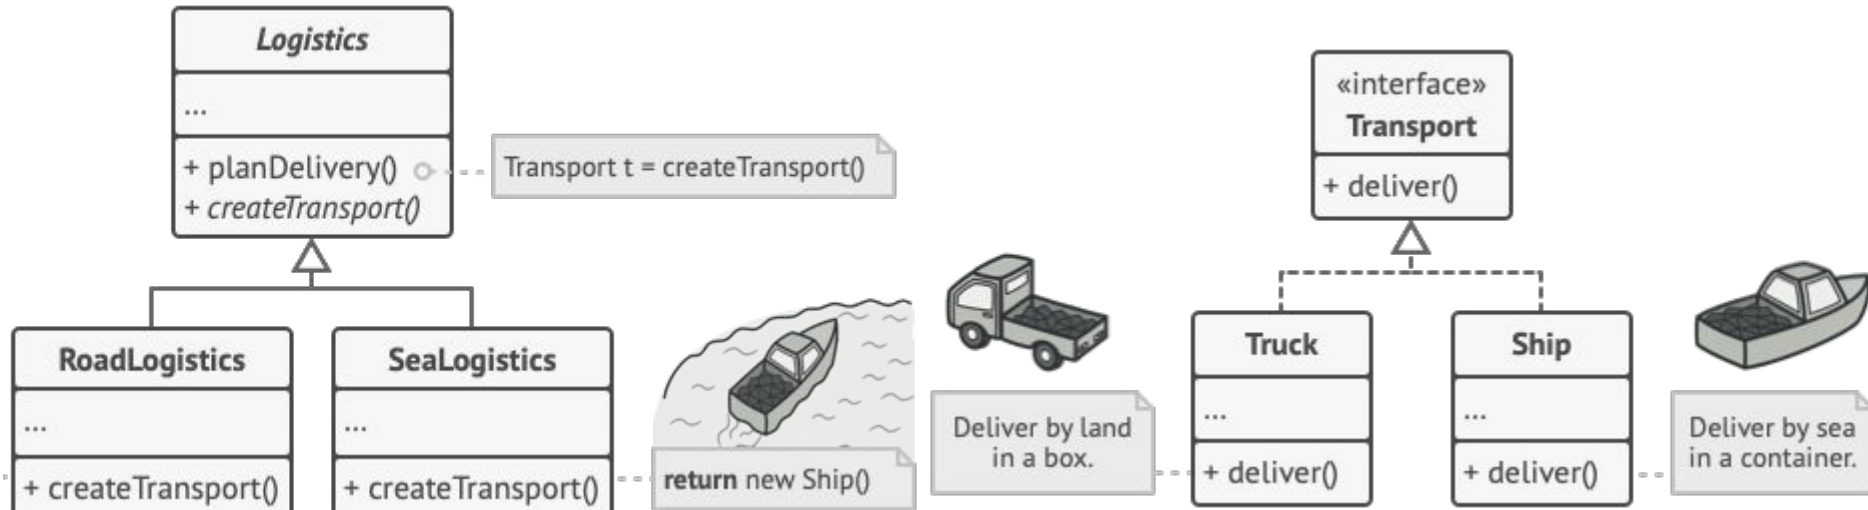 Logistics
...
+ planDelivery()
+ createTransport()
Transport t = createTransport()
RoadLogistics
...
+ createTransport()
SeaLogistics
...
+ createTransport()
return new Ship()
«interface»
Transport
+ deliver()
Deliver by land
in a box.
Truck
...
+ deliver()
Ship
...
+ deliver()
Deliver by sea
in a container.